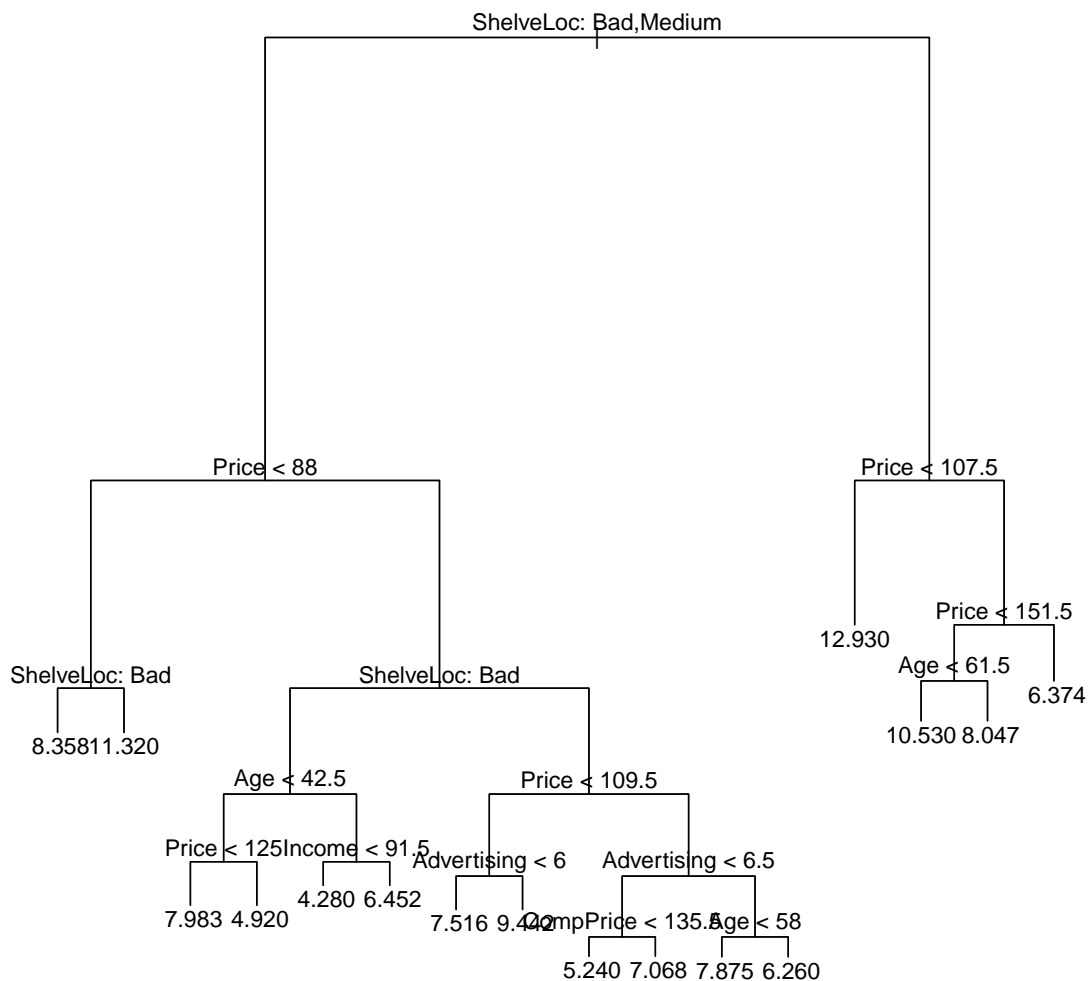 ShelveLoc: Bad,Medium
Price < 88
Price < 107.5
Price < 151.5
12.930
Age < 61.5
ShelveLoc: Bad
ShelveLoc: Bad
6.374
10.530 8.047
8.358 11.320
Age < 42.5
Price < 109.5
Price < 125 Income < 91.5 Advertising < 6 Advertising < 6.5
4.280 6.452
7.983 4.920
7.516 9.442
CompPrice < 135.5 Age < 58
5.240 7.068 7.875 6.260